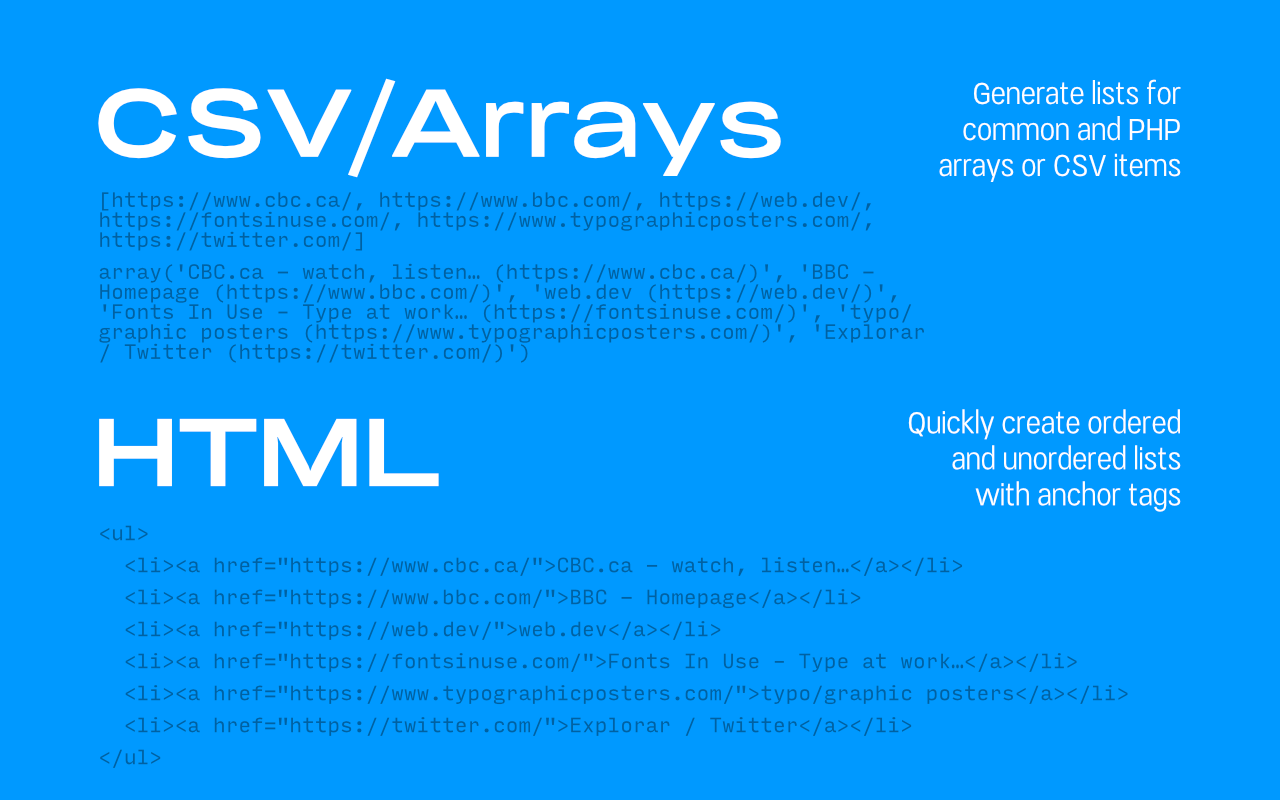 CSV/Arrays
Generate lists for
common and PHP
arrays or CSV items
[https://www.cbc.ca/, https://www.bbc.com/, https://web.dev/,
https://fontsinuse.com/, https://www.typographicposters.com/,
https://twitter.com/]
array('CBC.ca – watch, listen… (https://www.cbc.ca/)', 'BBC –
Homepage (https://www.bbc.com/)', 'web.dev (https://web.dev/)',
'Fonts In Use – Type at work… (https://fontsinuse.com/)', 'typo/
graphic posters (https://www.typographicposters.com/)', 'Explorar
/ Twitter (https://twitter.com/)')
HTML
Quickly create ordered
and unordered lists
with anchor tags
<ul>
<li><a href="https://www.cbc.ca/">CBC.ca – watch, listen…</a></li>
<li><a href="https://www.bbc.com/">BBC – Homepage</a></li>
<li><a href="https://web.dev/">web.dev</a></li>
<li><a href="https://fontsinuse.com/">Fonts In Use – Type at work…</a></li>
<li><a href="https://www.typographicposters.com/">typo/graphic posters</a></li>
<li><a href="https://twitter.com/">Explorar / Twitter</a></li>
</ul>